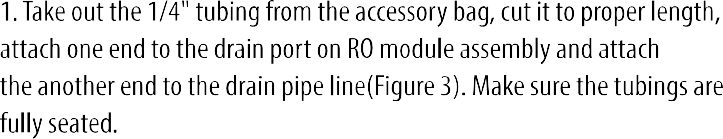 1. Take out the 1/4" tubing from the accessory bag, cut it to proper length,
attach one end to the drain port on RO module assembly and attach
the another end to the drain pipe line(Figure 3). Make sure the tubings are
fully seated.